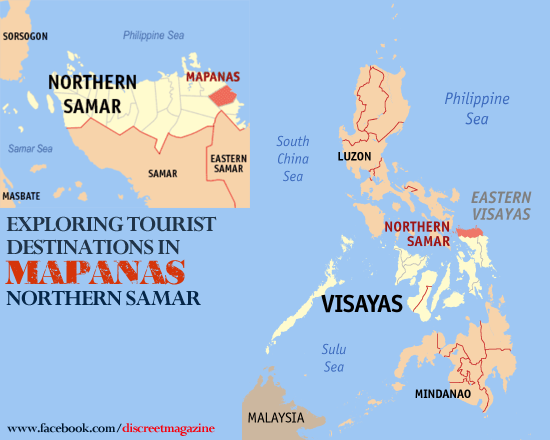 SORSOGON
Philippine Sea
NORTHERN
SAMAR
MAPANAS
Samar Sea
SAMAR
EASTERN
SAMAR
MASBATE
EXPLORING TOURIST
DESTINATIONS IN
MAPANAS
NORTHERN SAMAR
www.facebook.com/discreetmagazine
Philippine
Sea
South
China
Sea
LUZON
EASTERN
VISAYAS
NORTHERN
SAMAR
VISAYAS
Sulu
Sea
MINDANAO
MALAYSIA